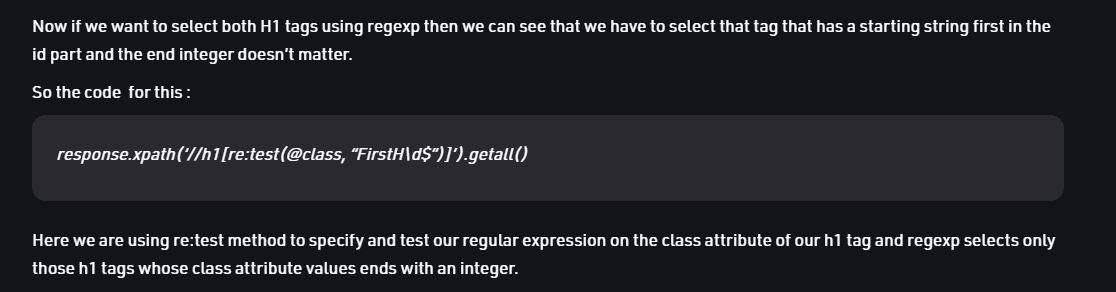 Now if we want to select both H1 tags using regexp then we can see that we have to select that tag that has a starting string first in the
id part and the end integer doesn’t matter.
So the code  for this :
response.xpath(‘//h1[re:test(@class, “FirstH\d$”)]’).getall()
Here we are using re:test method to specify and test our regular expression on the class attribute of our h1 tag and regexp selects only
those h1 tags whose class attribute values ends with an integer.